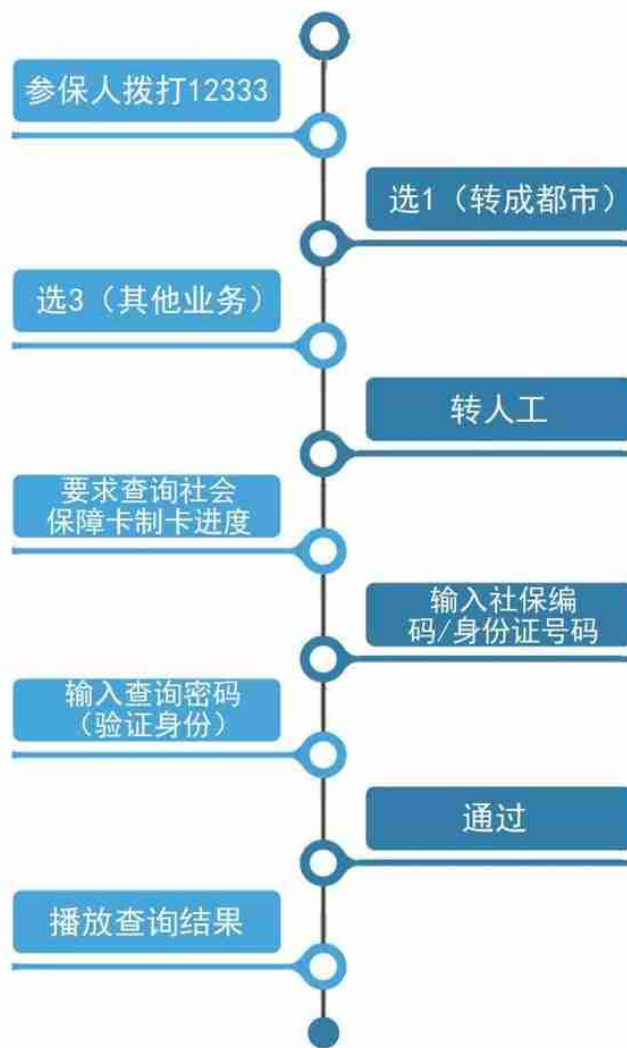 参保人拨打12333
选1（转成都市）
选3（其他业务）
转人工
要求查询社会
保障卡制卡进度
输入社保编
码/身份证号码
输入查询密码
（验证身份）
通过
播放查询结果